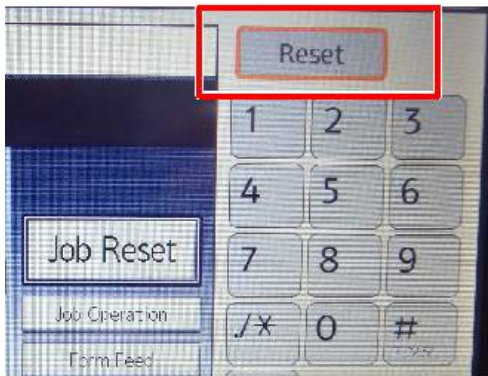 Reset
1 2 3
4 5 6
Job Reset
7 8 9
Job Operation
./* 0 #
Form Feed